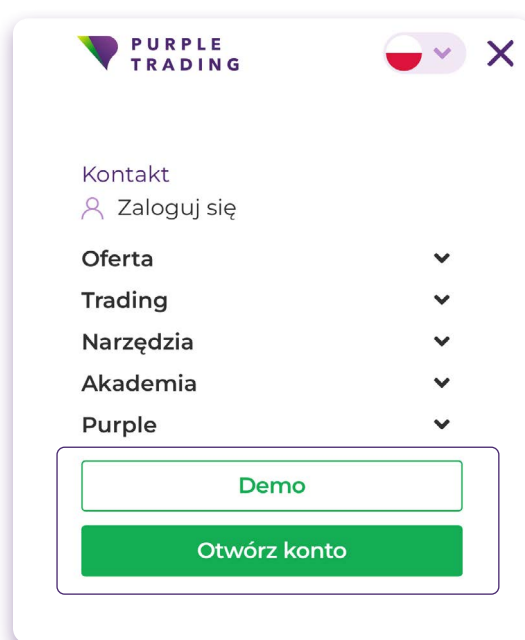 PURPLE
TRADING
Kontakt
Zaloguj się
Oferta
Trading
Narzędzia
Akademia
Purple
Demo
Otwórz konto